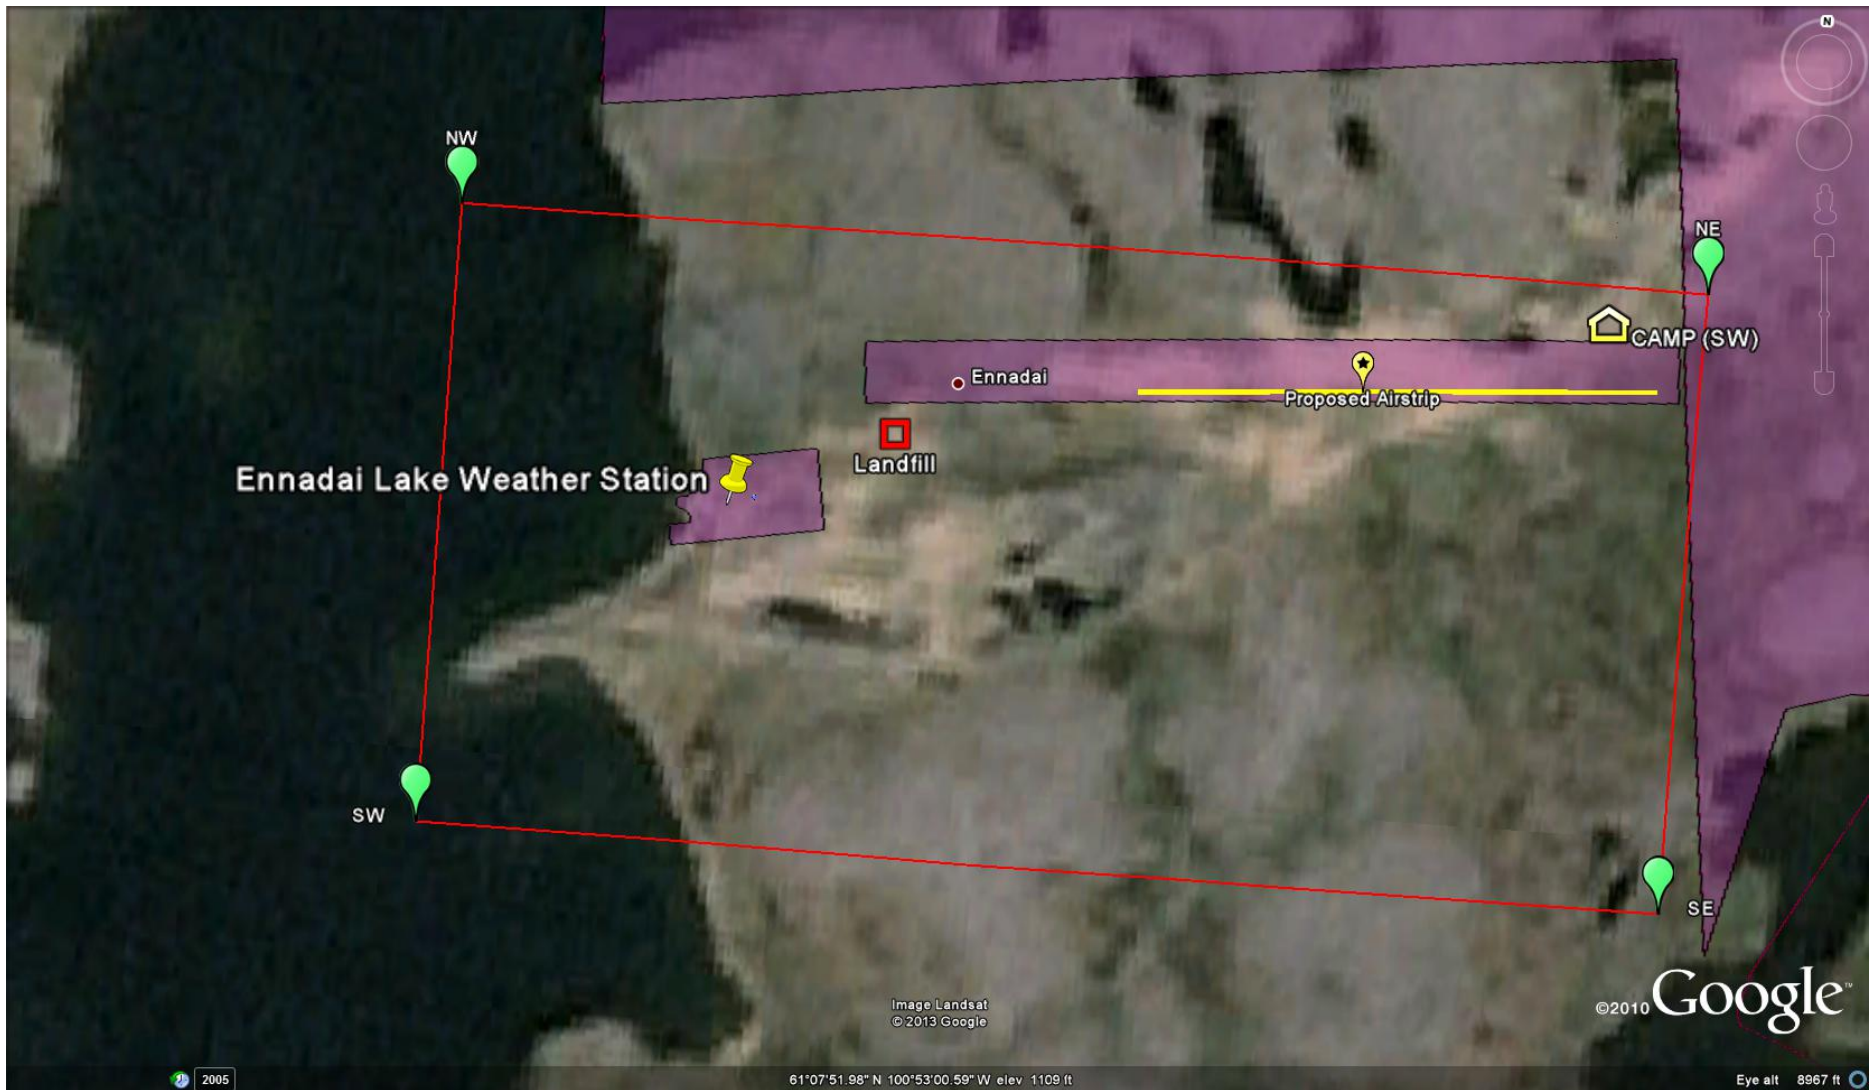 N
NW
NE
CAMP (SW)
Ennadai
Proposed Airstrip
Landfill
Ennadai Lake Weather Station
SW
SE
Image Landsat
© 2013 Google
©2010 Google™
2005
61°07'51.98" N 100°53'00.59" W elev 1109 ft
Eye alt 8967 ft